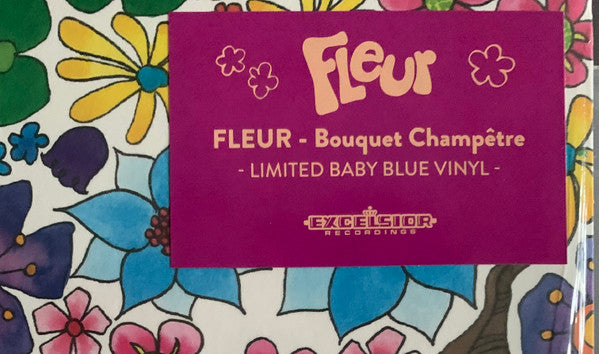 Fleur
FLEUR - Bouquet Champêtre
- LIMITED BABY BLUE VINYL -
EXCELSIOR
RECORDINGS